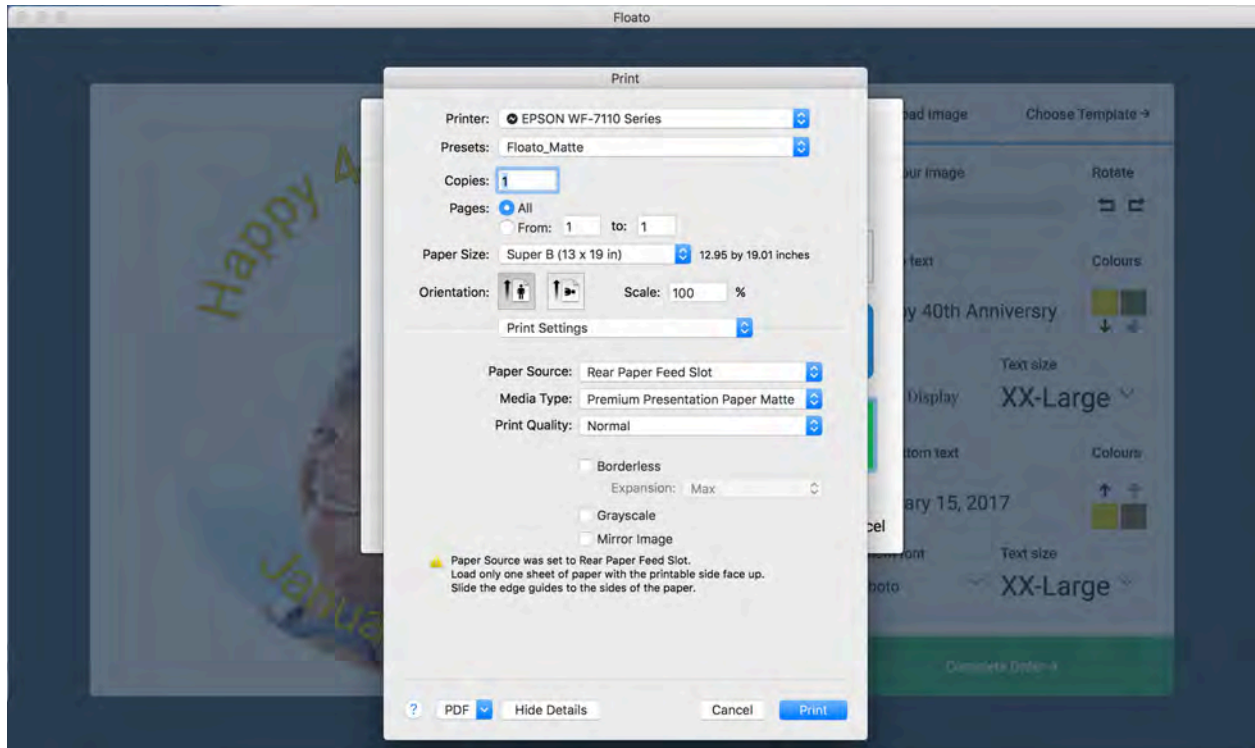 Floato
Print
Printer: EPSON WF-7110 Series
Presets: Floato_Matte
Copies: 1
Pages: All
From: 1 to: 1
Paper Size: Super B (13 x 19 in) 12.95 by 19.01 inches
Orientation: Scale: 100 %
Print Settings
Paper Source: Rear Paper Feed Slot
Media Type: Premium Presentation Paper Matte
Print Quality: Normal
Borderless
Expansion: Max
Grayscale
Mirror Image
Paper Source was set to Rear Paper Feed Slot.
Load only one sheet of paper with the printable side face up.
Slide the edge guides to the sides of the paper.
? PDF Hide Details Cancel Print
Happy 4
Janua
ad Image Choose Template →
ur Image Rotate
text Colours
y 40th Anniversry
Text size
Display XX-Large
tom text Colours
ary 15, 2017
cel
font Text size
oto XX-Large
Complete Order →